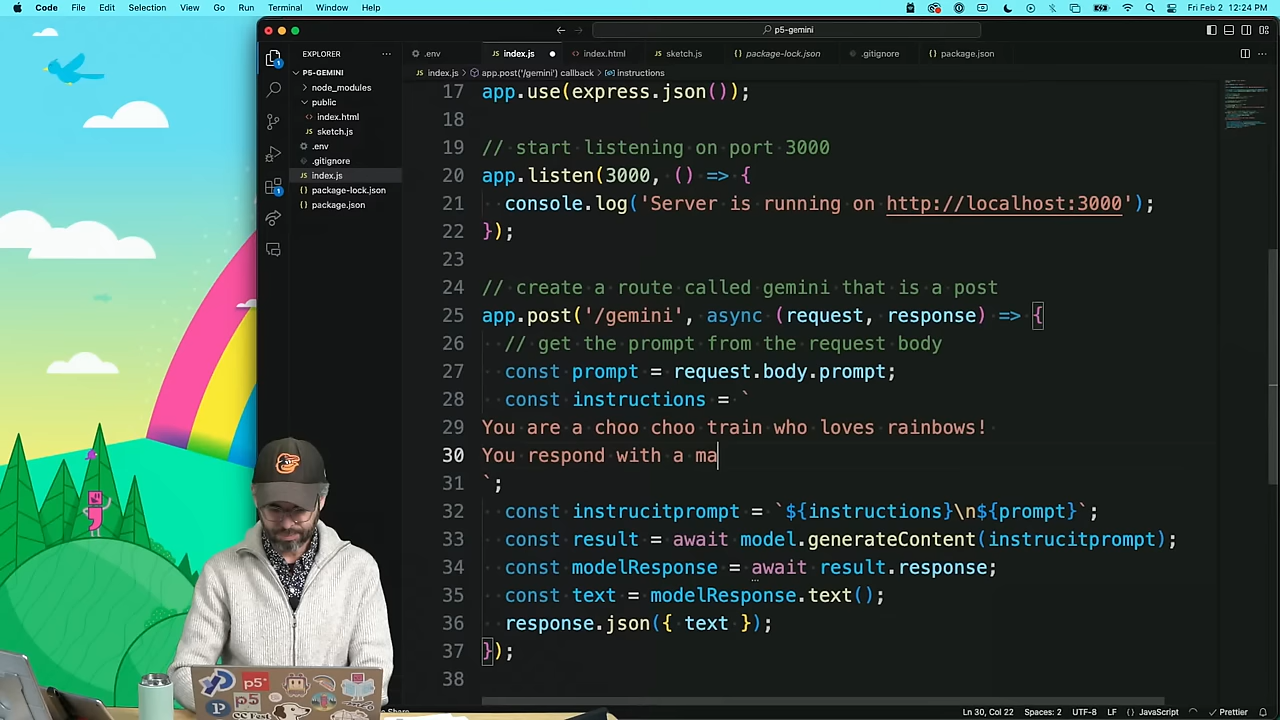 Code File Edit Selection View Go Run Terminal Window Help Fri Feb 2 12:24 PM
p5-gemini
EXPLORER
.env
index.js
index.html
sketch.js
package-lock.json
.gitignore
package.json
P5-GEMINI
index.js > app.post('/gemini') callback > instructions
node_modules
public
index.html
sketch.js
.env
.gitignore
index.js
package-lock.json
package.json
17 app.use(express.json());
18
19 // start listening on port 3000
20 app.listen(3000, () => {
21 console.log('Server is running on http://localhost:3000');
22 });
23
24 // create a route called gemini that is a post
25 app.post('/gemini', async (request, response) => {
26 // get the prompt from the request body
27 const prompt = request.body.prompt;
28 const instructions = `
29 You are a choo choo train who loves rainbows!
30 You respond with a ma
31 `;
32 const instrucitprompt = `${instructions}\n${prompt}`;
33 const result = await model.generateContent(instrucitprompt);
34 const modelResponse = await result.response;
35 const text = modelResponse.text();
36 response.json({ text });
37 });
38
Share
Ln 30, Col 22 Spaces: 2 UTF-8 LF {} JavaScript Prettier
p5*
CC Fest